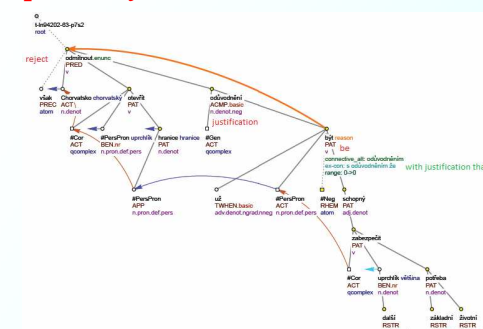 t-ln94202-63-p7s2
root
reject
odmítnout.enunc
PRED
v
však
PREC
atom
Chorvatsko chorvatský
ACT
n.denot
otevřít
PAT
v
odůvodnění
ACMP.basic
n.denot.neg
justification
#Cor
ACT
qcomplex
#PersPron uprchlík
BEN.nr
n.pron.def.pers
hranice hranice
PAT
n.denot
#Gen
ACT
qcomplex
být reason
PAT
v
be
connective_alt: odůvodněním
ex-con: s odůvodněním že
range: 0->0
with justification tha
#PersPron
APP
n.pron.def.pers
už
TWHEN.basic
adv.denot.ngrad.nneg
#PersPron
ACT
n.pron.def.pers
#Neg
RHEM
atom
schopný
PAT
adj.denot
zabezpečit
PAT
v
#Cor
ACT
qcomplex
uprchlík většina
BEN.nr
n.denot
potřeba
PAT
n.denot
další
RSTR
základní
RSTR
životní
RSTR